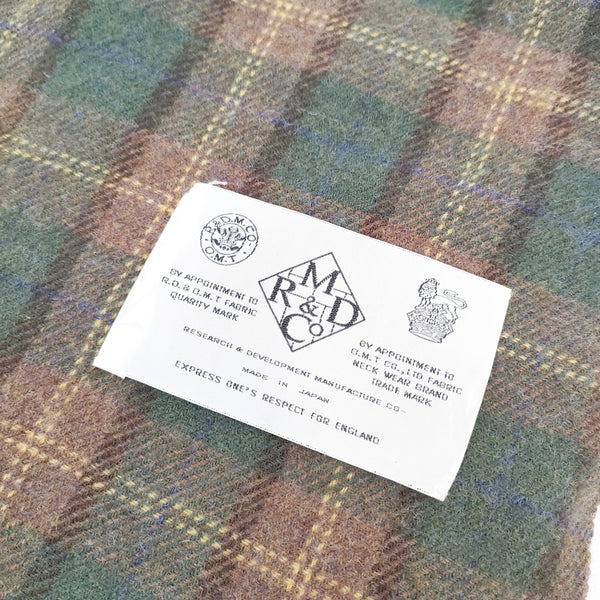 R&D.M.CO.
O.M.T
BY APPOINTMENT TO
R.D.& O.M.T FABRIC
QUARITY MARK
M
R & D
Co
BY APPOINTMENT TO
O.M.T CO.,LTD FABRIC
NECK WEAR BRAND
TRADE MARK
RESEARCH & DEVELOPMENT MANUFACTURE CO-
MADE IN JAPAN
EXPRESS ONE'S RESPECT FOR ENGLAND